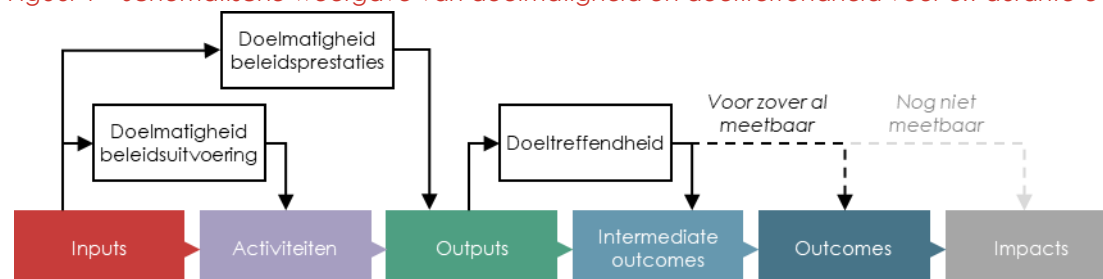 Doelmatigheid
beleidsprestaties
Doelmatigheid
beleidsuitvoering
Doeltreffendheid
Voor zover al
meetbaar
Nog niet
meetbaar
Inputs
Activiteiten
Outputs
Intermediate
outcomes
Outcomes
Impacts